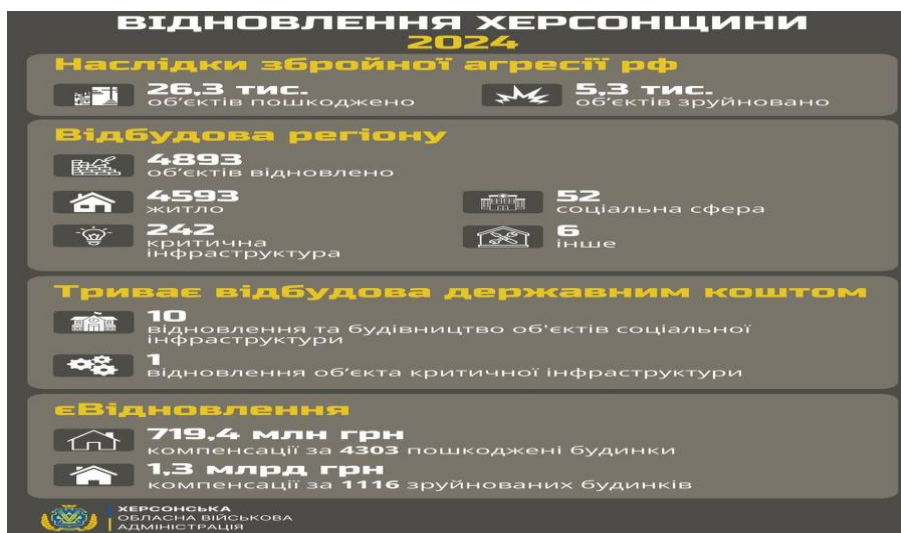 ВІДНОВЛЕННЯ ХЕРСОНЩИНИ
2024
Наслідки збройної агресії рф
26,3 тис.
об'єктів пошкоджено
5,3 тис.
об'єктів зруйновано
Відбудова регіону
4893
об'єктів відновлено
4593
житло
52
соціальна сфера
242
критична
інфраструктура
6
інше
Триває відбудова державним коштом
10
відновлення та будівництво об'єктів соціальної
інфраструктури
1
відновлення об'єкта критичної інфраструктури
єВідновлення
719,4 млн грн
компенсації за 4303 пошкоджені будинки
1,3 млрд грн
компенсації за 1116 зруйнованих будинків
ХЕРСОНСЬКА
ОБЛАСНА ВІЙСЬКОВА
АДМІНІСТРАЦІЯ